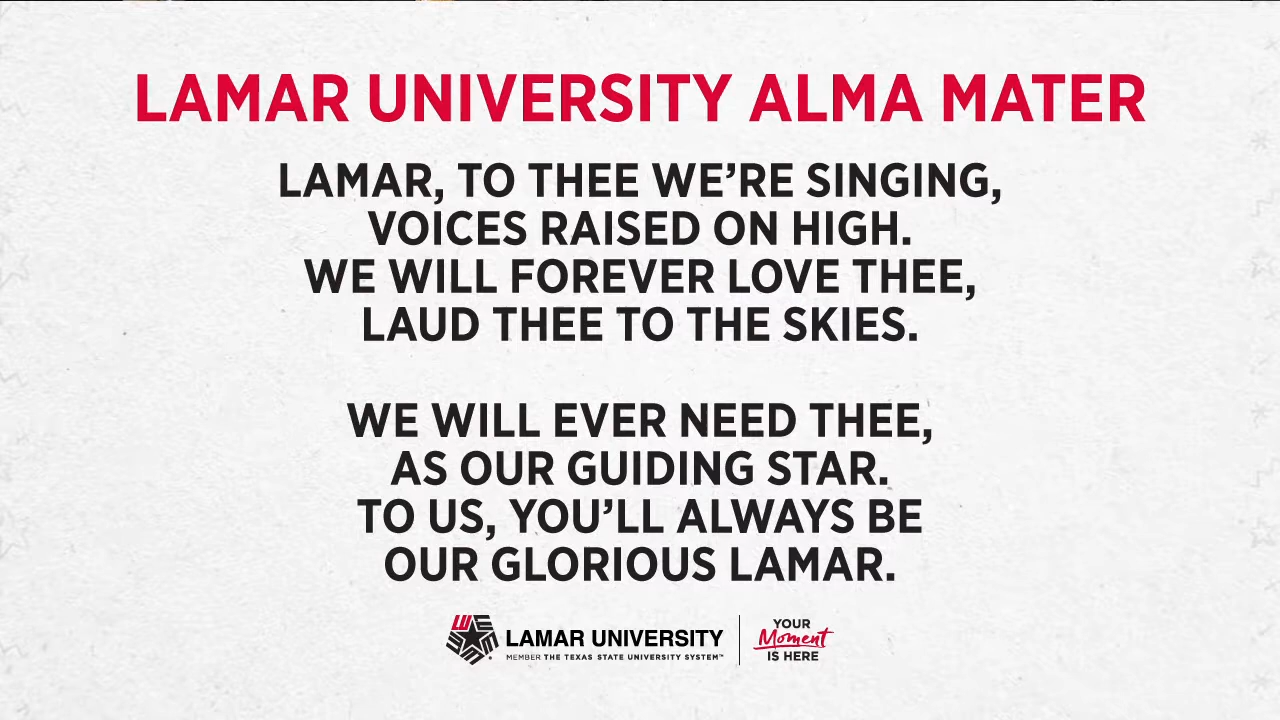 LAMAR UNIVERSITY ALMA MATER
LAMAR, TO THEE WE’RE SINGING,
VOICES RAISED ON HIGH.
WE WILL FOREVER LOVE THEE,
LAUD THEE TO THE SKIES.
WE WILL EVER NEED THEE,
AS OUR GUIDING STAR.
TO US, YOU’LL ALWAYS BE
OUR GLORIOUS LAMAR.
LAMAR UNIVERSITY
MEMBER THE TEXAS STATE UNIVERSITY SYSTEM™
YOUR
Moment
IS HERE